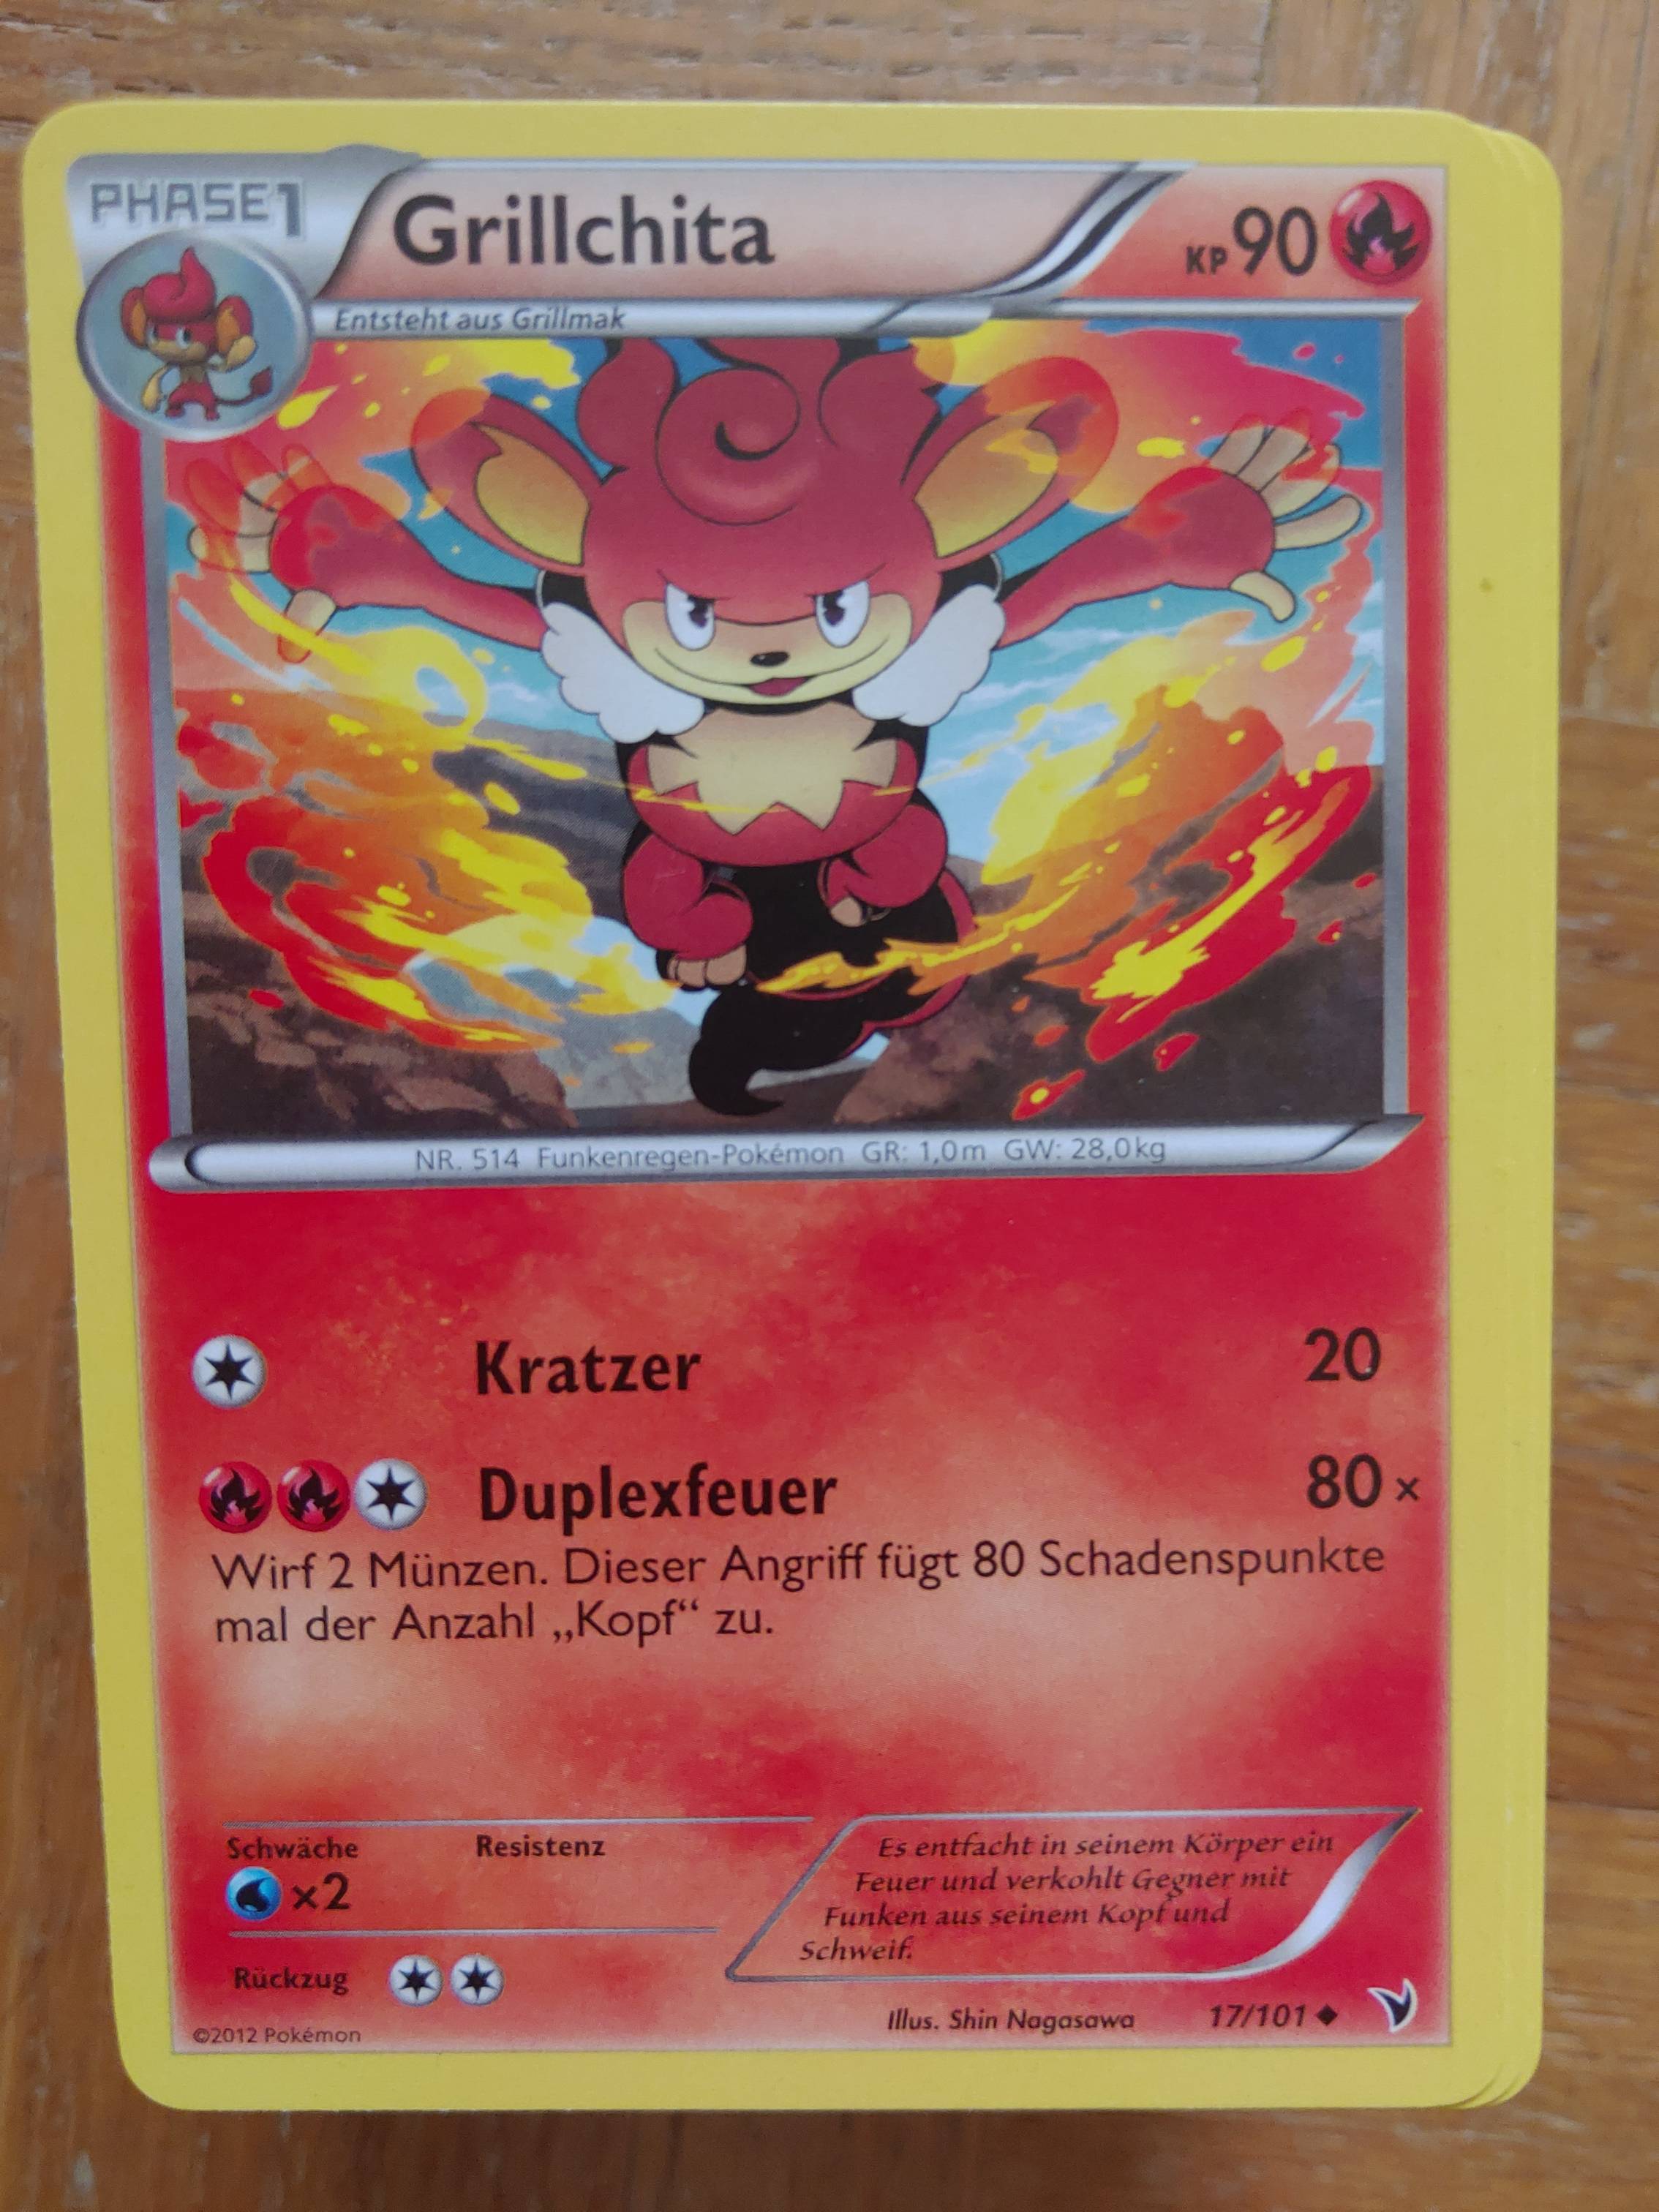 PHASE 1
Grillchita
KP 90
Entsteht aus Grillmak
NR. 514 Funkenregen-Pokémon GR: 1,0m GW: 28,0kg
Kratzer 20
Duplexfeuer 80×
Wirf 2 Münzen. Dieser Angriff fügt 80 Schadenspunkte
mal der Anzahl „Kopf“ zu.
Schwäche Resistenz
×2
Rückzug
Es entfacht in seinem Körper ein
Feuer und verkohlt Gegner mit
Funken aus seinem Kopf und
Schweif.
Illus. Shin Nagasawa 17/101
©2012 Pokémon